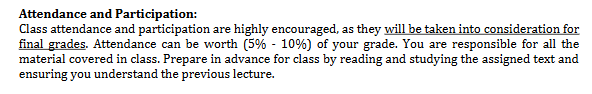 Attendance and Participation:
Class attendance and participation are highly encouraged, as they will be taken into consideration for
final grades. Attendance can be worth (5% - 10%) of your grade. You are responsible for all the
material covered in class. Prepare in advance for class by reading and studying the assigned text and
ensuring you understand the previous lecture.